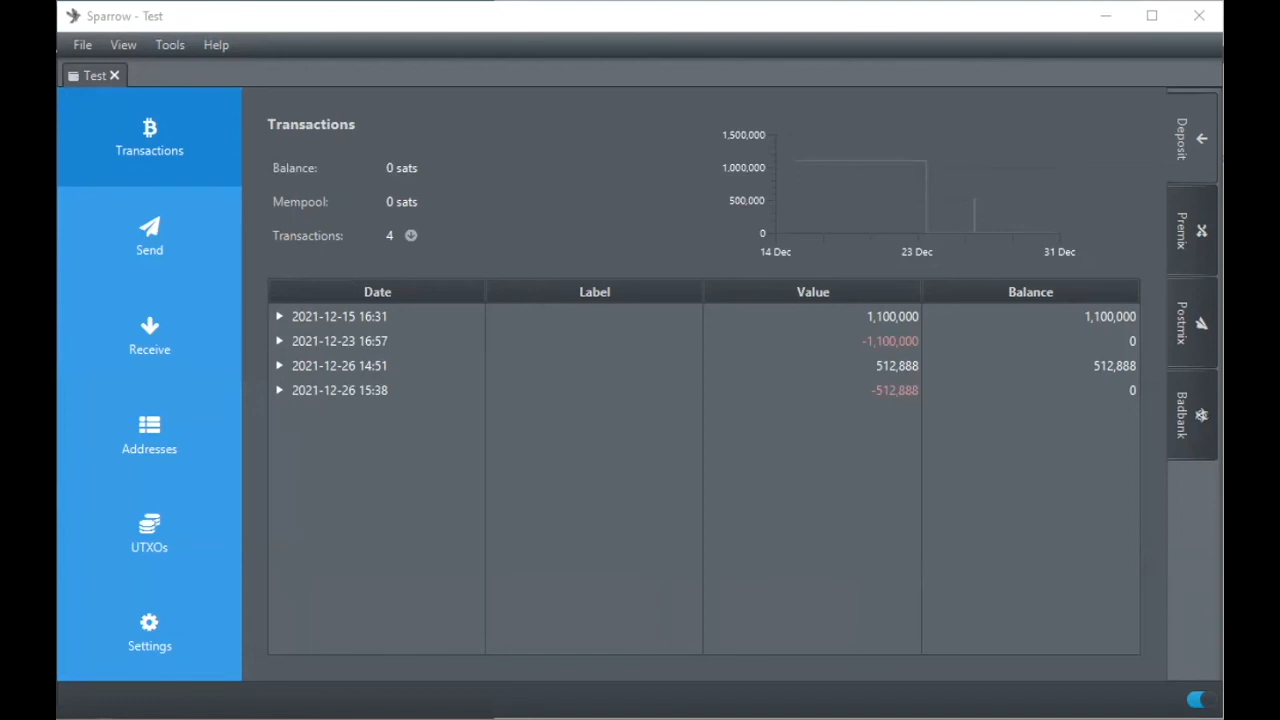 Sparrow - Test
File View Tools Help
Test
Transactions
Send
Receive
Addresses
UTXOs
Settings
Transactions
Balance: 0 sats
Mempool: 0 sats
Transactions: 4
1,500,000
1,000,000
500,000
0
14 Dec 23 Dec 31 Dec
Date Label Value Balance
2021-12-15 16:31 1,100,000 1,100,000
2021-12-23 16:57 -1,100,000 0
2021-12-26 14:51 512,888 512,888
2021-12-26 15:38 -512,888 0
Deposit
Premix
Postmix
Badbank